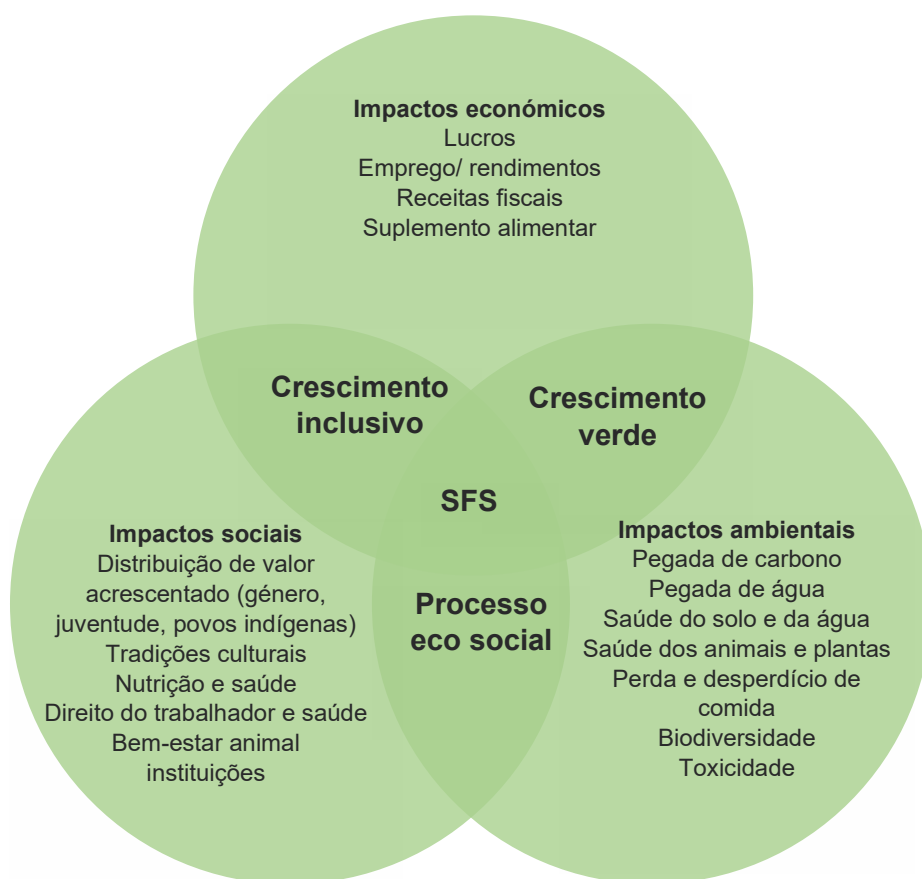 Impactos económicos
Lucros
Emprego/ rendimentos
Receitas fiscais
Suplemento alimentar
Crescimento
inclusivo
Crescimento
verde
SFS
Impactos sociais
Distribuição de valor
acrescentado (género,
juventude, povos indígenas)
Tradições culturais
Nutrição e saúde
Direito do trabalhador e saúde
Bem-estar animal
instituições
Processo
eco social
Impactos ambientais
Pegada de carbono
Pegada de água
Saúde do solo e da água
Saúde dos animais e plantas
Perda e desperdício de
comida
Biodiversidade
Toxicidade